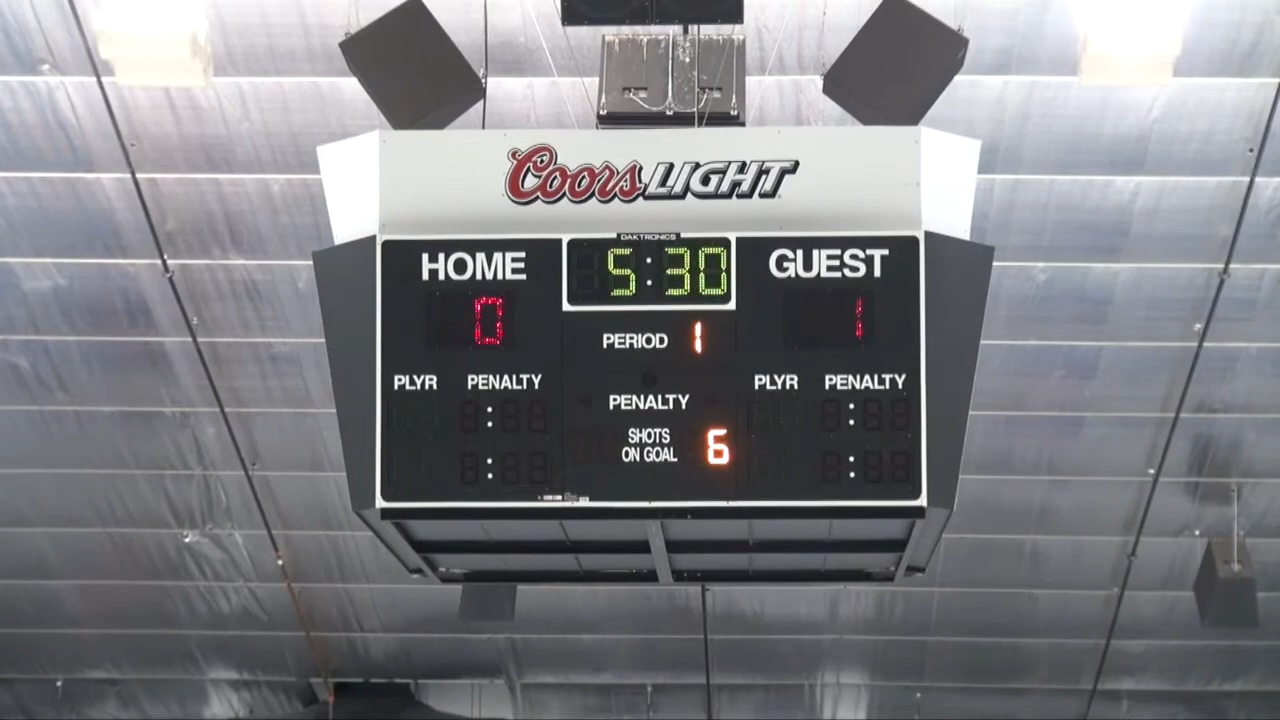 Coors LIGHT
DAKTRONICS
HOME 5:30 GUEST
0 1
PERIOD 1
PLYR PENALTY PLYR PENALTY
PENALTY
SHOTS
ON GOAL 6